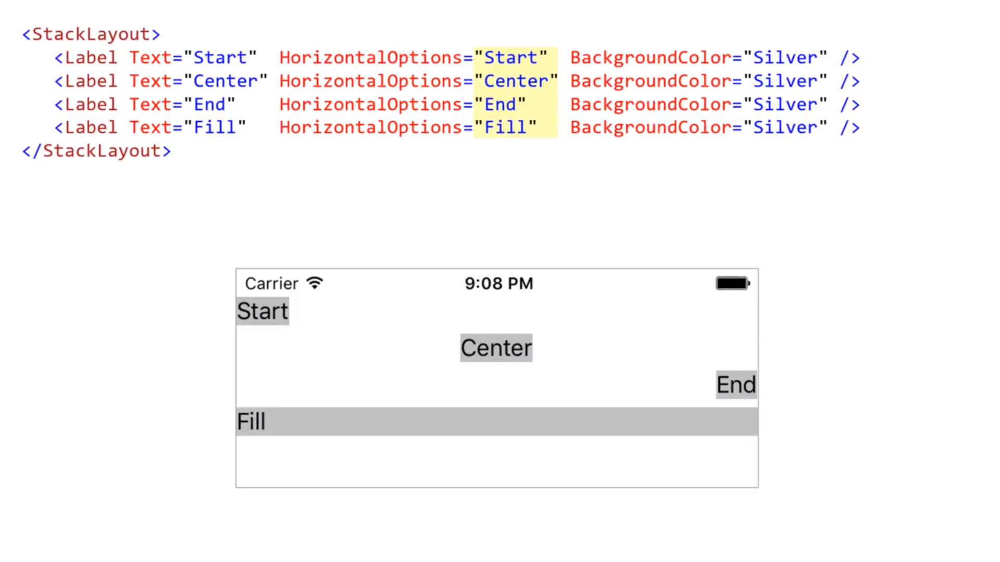 <StackLayout>
<Label Text="Start" HorizontalOptions="Start" BackgroundColor="Silver" />
<Label Text="Center" HorizontalOptions="Center" BackgroundColor="Silver" />
<Label Text="End" HorizontalOptions="End" BackgroundColor="Silver" />
<Label Text="Fill" HorizontalOptions="Fill" BackgroundColor="Silver" />
</StackLayout>
Carrier 9:08 PM
Start
Center
End
Fill